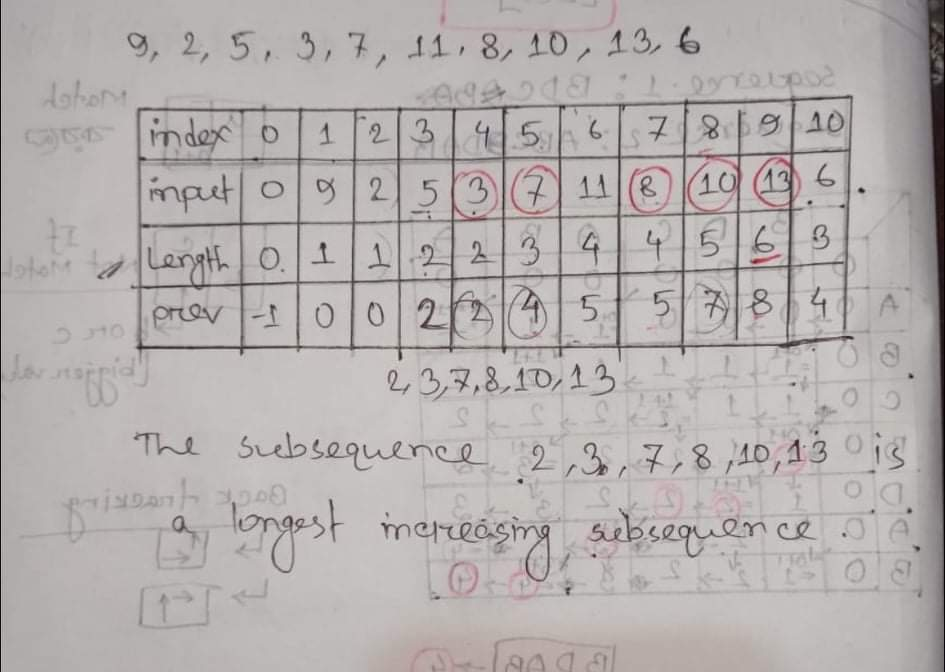 9, 2, 5, 3, 7, 11, 8, 10, 13, 6
index 0 1 2 3 4 5 6 7 8 9 10
input 0 9 2 5 3 7 11 8 10 13 6
Length 0 1 1 2 2 3 4 4 5 6 3
prev -1 0 0 2 2 4 5 5 7 8 4
2, 3, 7, 8, 10, 13
The subsequence 2, 3, 7, 8, 10, 13 is
a longest increasing subsequence.